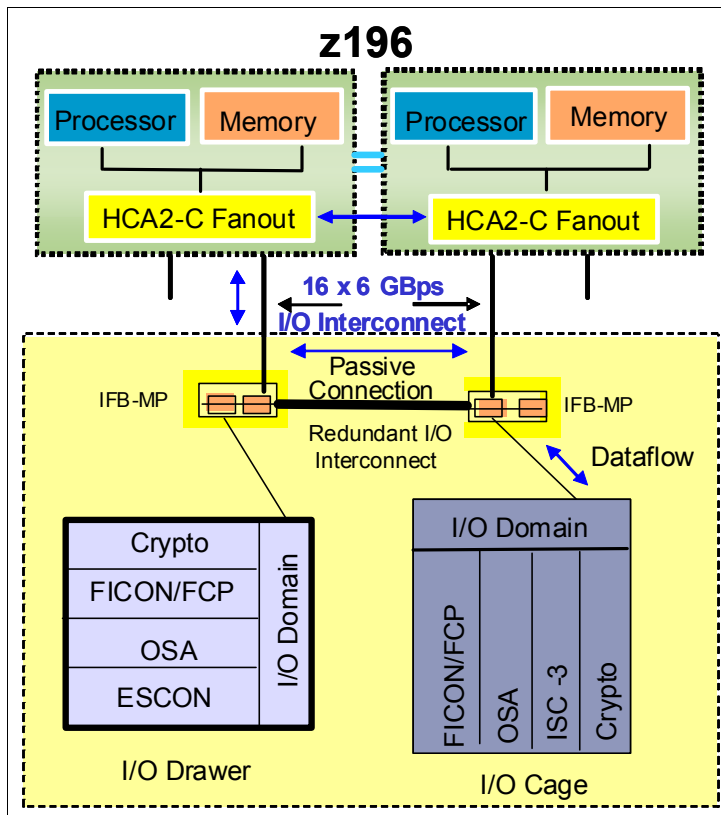 z196
Processor
Memory
Processor
Memory
HCA2-C Fanout
HCA2-C Fanout
16 x 6 GBps
I/O Interconnect
Passive
Connection
IFB-MP
IFB-MP
Redundant I/O
Interconnect
Dataflow
Crypto
FICON/FCP
OSA
ESCON
I/O Domain
I/O Domain
FICON/FCP
OSA
ISC -3
Crypto
I/O Drawer
I/O Cage